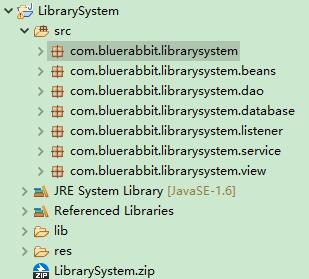 LibrarySystem
src
com.bluerabbit.librarysystem
com.bluerabbit.librarysystem.beans
com.bluerabbit.librarysystem.dao
com.bluerabbit.librarysystem.database
com.bluerabbit.librarysystem.listener
com.bluerabbit.librarysystem.service
com.bluerabbit.librarysystem.view
JRE System Library [JavaSE-1.6]
Referenced Libraries
lib
res
LibrarySystem.zip